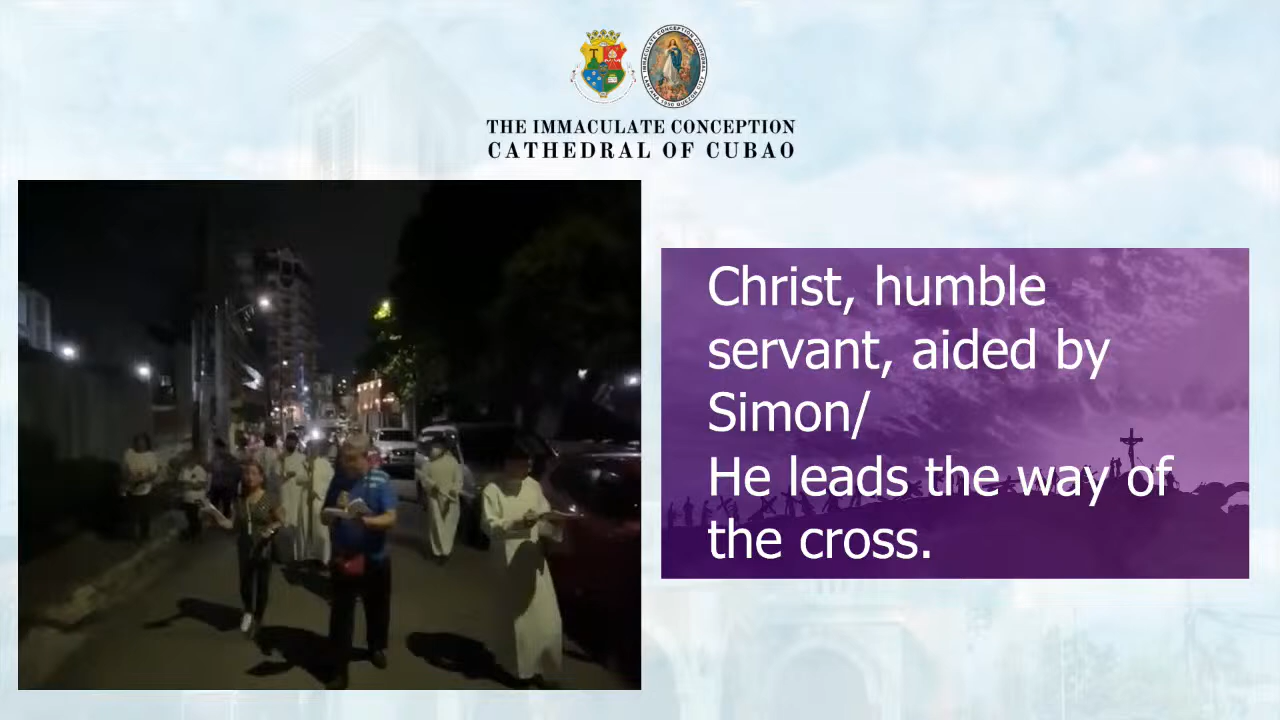 THE IMMACULATE CONCEPTION
CATHEDRAL OF CUBAO
Christ, humble
servant, aided by
Simon/
He leads the way of
the cross.